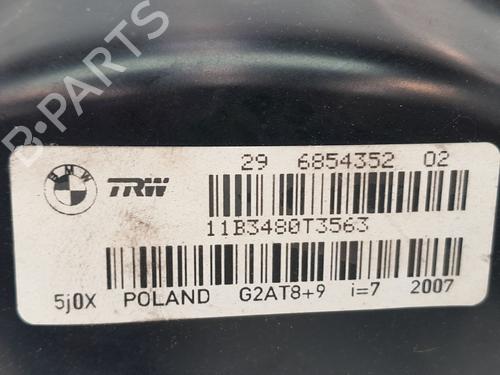 B-PARTS
BMW
TRW
29 6854352 02
11B3480T3563
5j0X POLAND G2AT8+9 i=7 2007